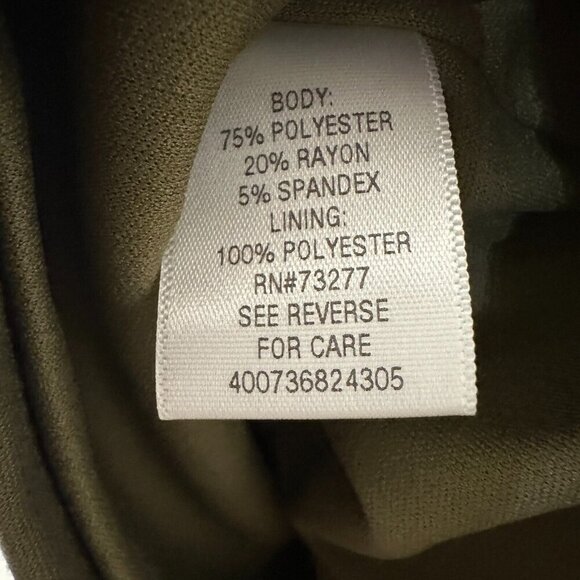 BODY:
75% POLYESTER
20% RAYON
5% SPANDEX
LINING:
100% POLYESTER
RN#73277
SEE REVERSE
FOR CARE
400736824305